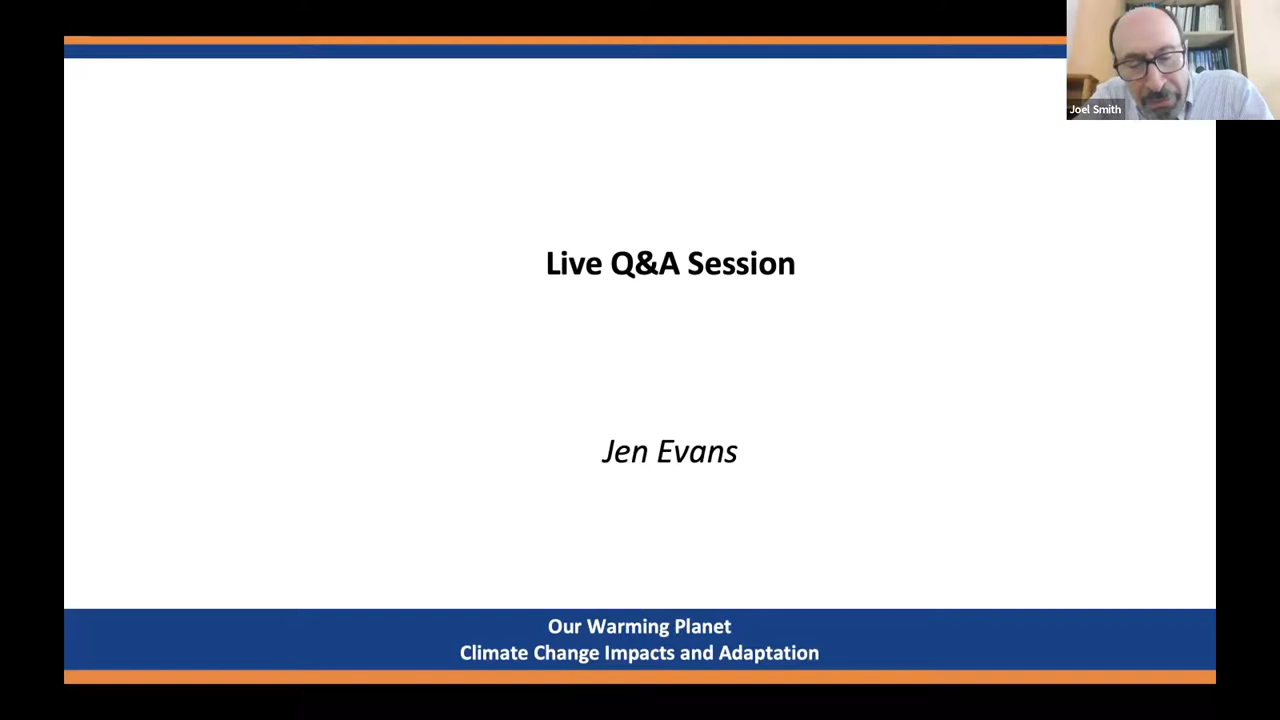 Joel Smith
Live Q&A Session
Jen Evans
Our Warming Planet
Climate Change Impacts and Adaptation